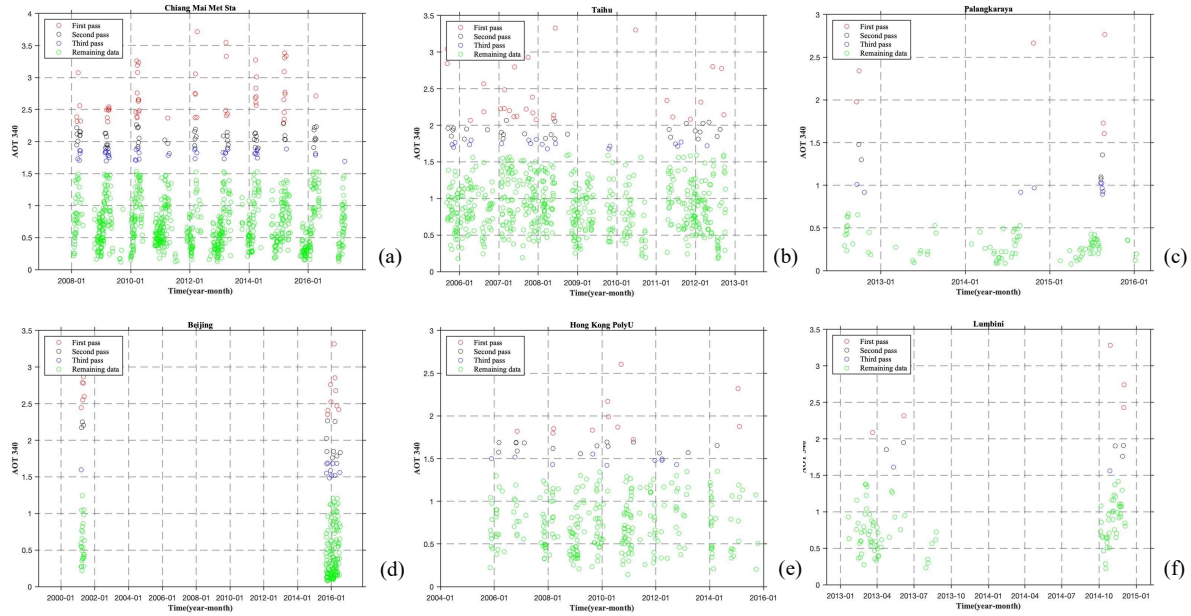 Chiang Mai Met Sta
First pass
Second pass
Third pass
Remaining data
AOT 340
4
3.5
3
2.5
2
1.5
1
0.5
0
2008-01 2010-01 2012-01 2014-01 2016-01
Time(year-month)
(a)
Taihu
First pass
Second pass
Third pass
Remaining data
AOT 340
3.5
3
2.5
2
1.5
1
0.5
0
2006-01 2007-01 2008-01 2009-01 2010-01 2011-01 2012-01 2013-01
Time(year-month)
(b)
Palangkaraya
First pass
Second pass
Third pass
Remaining data
AOT 340
3
2.5
2
1.5
1
0.5
0
2013-01 2014-01 2015-01 2016-01
Time(year-month)
(c)
Beijing
First pass
Second pass
Third pass
Remaining data
AOT 340
3.5
3
2.5
2
1.5
1
0.5
0
2000-01 2002-01 2004-01 2006-01 2008-01 2010-01 2012-01 2014-01 2016-01
Time(year-month)
(d)
Hong Kong PolyU
First pass
Second pass
Third pass
Remaining data
AOT 340
3
2.5
2
1.5
1
0.5
0
2004-01 2006-01 2008-01 2010-01 2012-01 2014-01 2016-01
Time(year-month)
(e)
Lumbini
First pass
Second pass
Third pass
Remaining data
AOT 340
3.5
3
2.5
2
1.5
1
0.5
0
2013-01 2013-04 2013-07 2013-10 2014-01 2014-04 2014-07 2014-10 2015-01
Time(year-month)
(f)